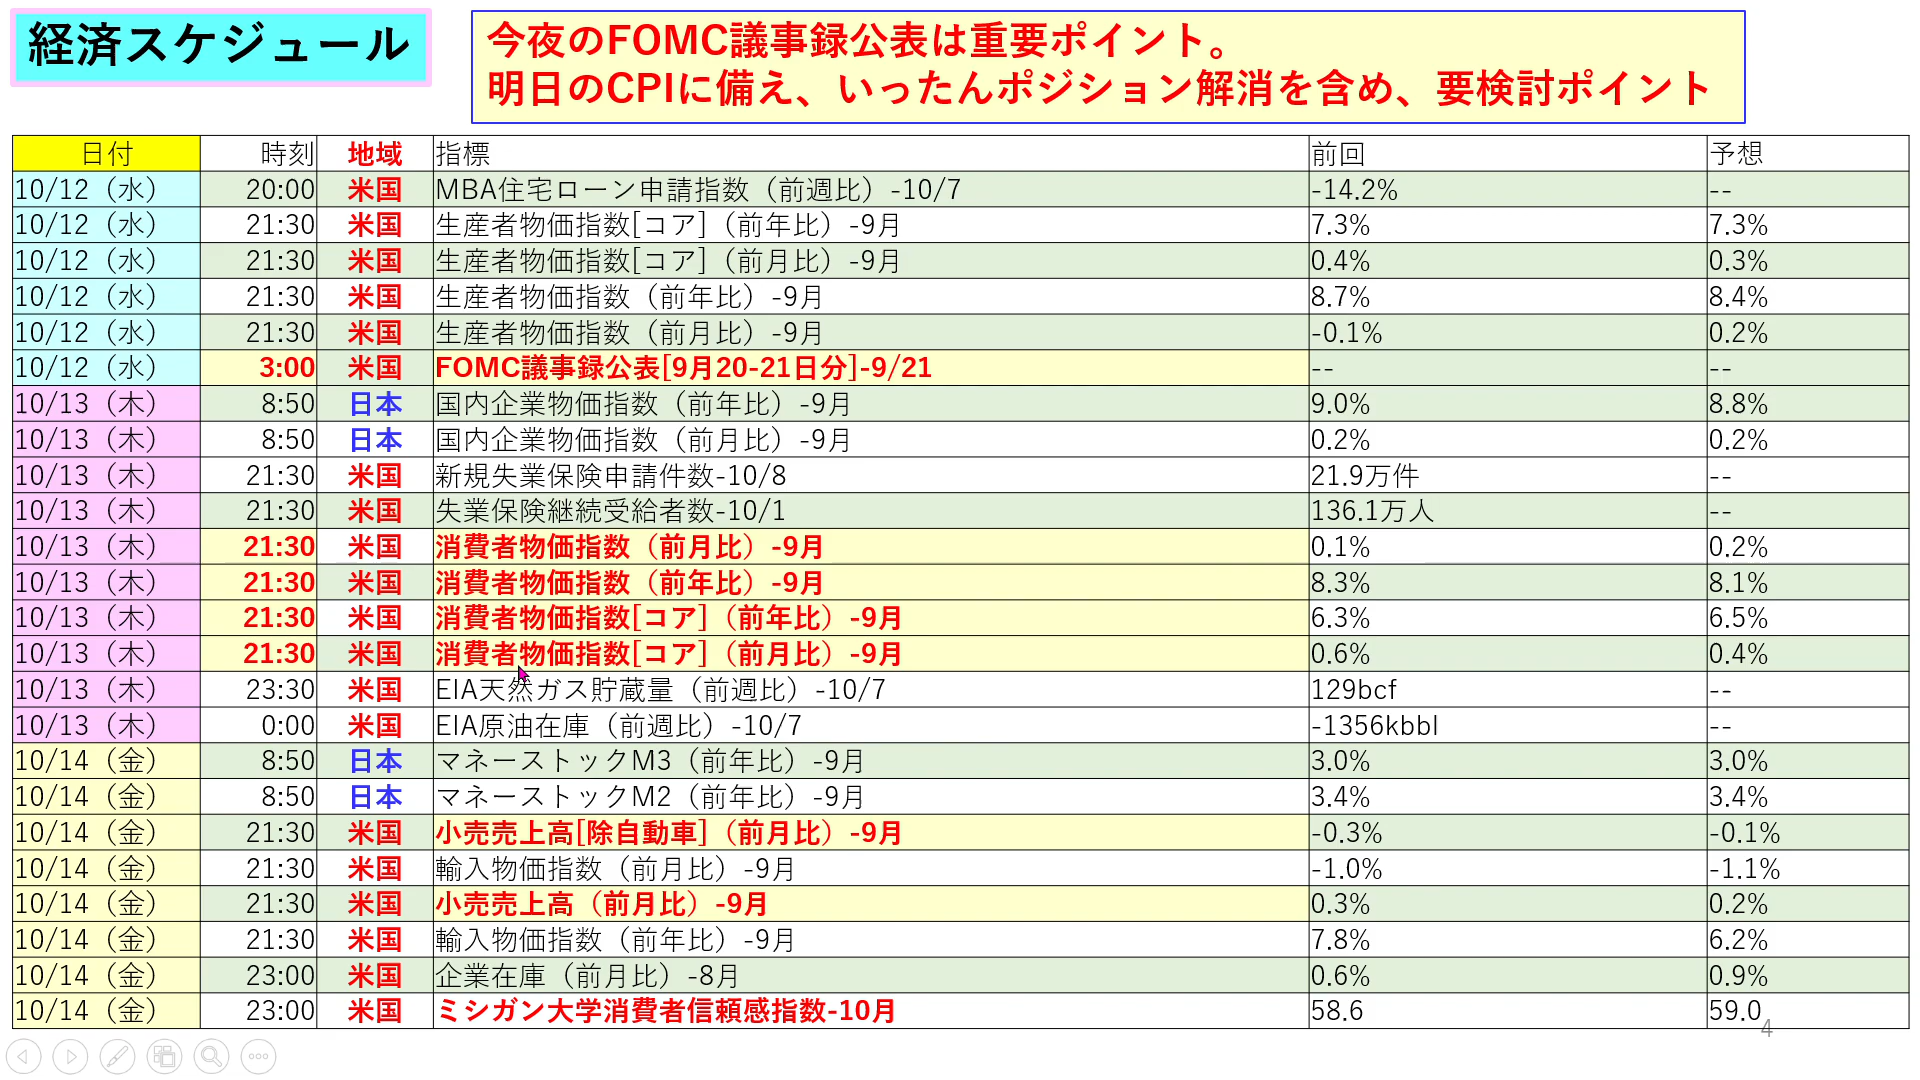 経済スケジュール
今夜のFOMC議事録公表は重要ポイント。
明日のCPIに備え、いったんポジション解消を含め、要検討ポイント
日付 時刻 地域 指標 前回 予想
10/12（水） 20:00 米国 MBA住宅ローン申請指数（前週比）-10/7 -14.2% --
10/12（水） 21:30 米国 生産者物価指数[コア]（前年比）-9月 7.3% 7.3%
10/12（水） 21:30 米国 生産者物価指数[コア]（前月比）-9月 0.4% 0.3%
10/12（水） 21:30 米国 生産者物価指数（前年比）-9月 8.7% 8.4%
10/12（水） 21:30 米国 生産者物価指数（前月比）-9月 -0.1% 0.2%
10/12（水） 3:00 米国 FOMC議事録公表[9月20-21日分]-9/21 -- --
10/13（木） 8:50 日本 国内企業物価指数（前年比）-9月 9.0% 8.8%
10/13（木） 8:50 日本 国内企業物価指数（前月比）-9月 0.2% 0.2%
10/13（木） 21:30 米国 新規失業保険申請件数-10/8 21.9万件 --
10/13（木） 21:30 米国 失業保険継続受給者数-10/1 136.1万人 --
10/13（木） 21:30 米国 消費者物価指数（前月比）-9月 0.1% 0.2%
10/13（木） 21:30 米国 消費者物価指数（前年比）-9月 8.3% 8.1%
10/13（木） 21:30 米国 消費者物価指数[コア]（前年比）-9月 6.3% 6.5%
10/13（木） 21:30 米国 消費者物価指数[コア]（前月比）-9月 0.6% 0.4%
10/13（木） 23:30 米国 EIA天然ガス貯蔵量（前週比）-10/7 129bcf --
10/13（木） 0:00 米国 EIA原油在庫（前週比）-10/7 -1356kbbl --
10/14（金） 8:50 日本 マネーストックM3（前年比）-9月 3.0% 3.0%
10/14（金） 8:50 日本 マネーストックM2（前年比）-9月 3.4% 3.4%
10/14（金） 21:30 米国 小売売上高[除自動車]（前月比）-9月 -0.3% -0.1%
10/14（金） 21:30 米国 輸入物価指数（前月比）-9月 -1.0% -1.1%
10/14（金） 21:30 米国 小売売上高（前月比）-9月 0.3% 0.2%
10/14（金） 21:30 米国 輸入物価指数（前年比）-9月 7.8% 6.2%
10/14（金） 23:00 米国 企業在庫（前月比）-8月 0.6% 0.9%
10/14（金） 23:00 米国 ミシガン大学消費者信頼感指数-10月 58.6 59.0
4